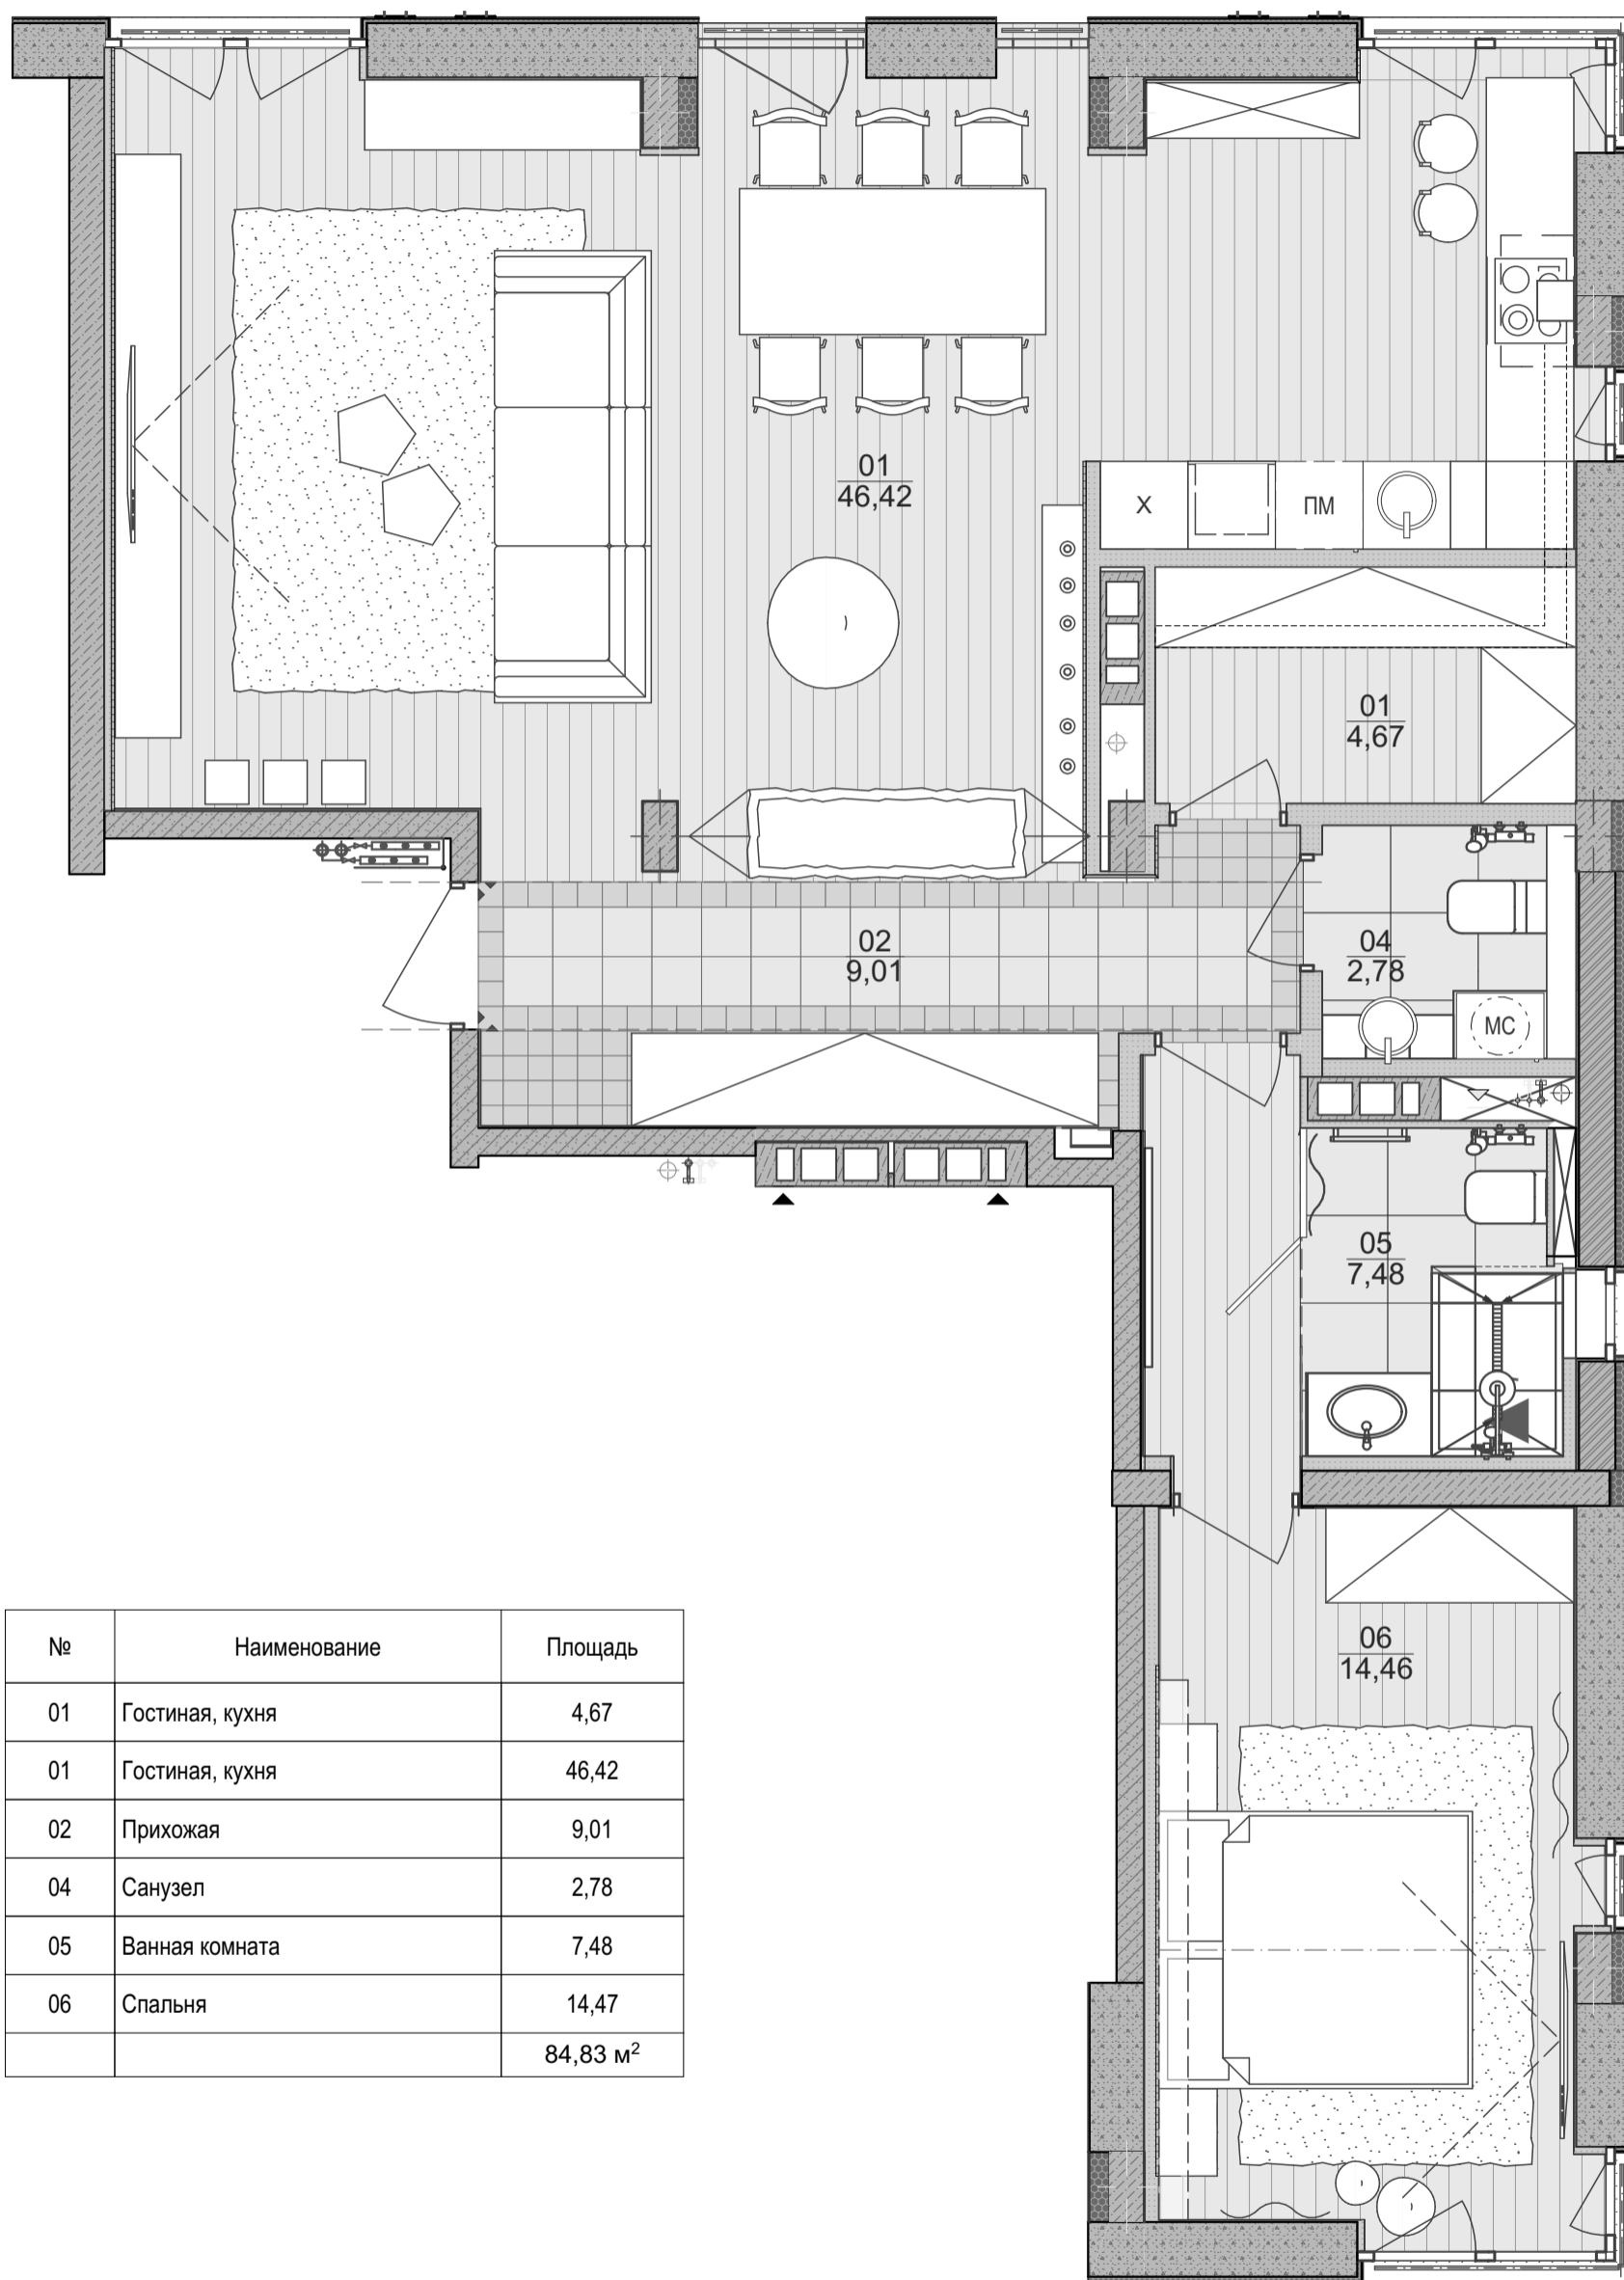 01
46,42
X
ПМ
01
4,67
02
9,01
04
2,78
МС
05
7,48
06
14,46
№ Наименование Площадь
01 Гостиная, кухня 4,67
01 Гостиная, кухня 46,42
02 Прихожая 9,01
04 Санузел 2,78
05 Ванная комната 7,48
06 Спальня 14,47
84,83 м²